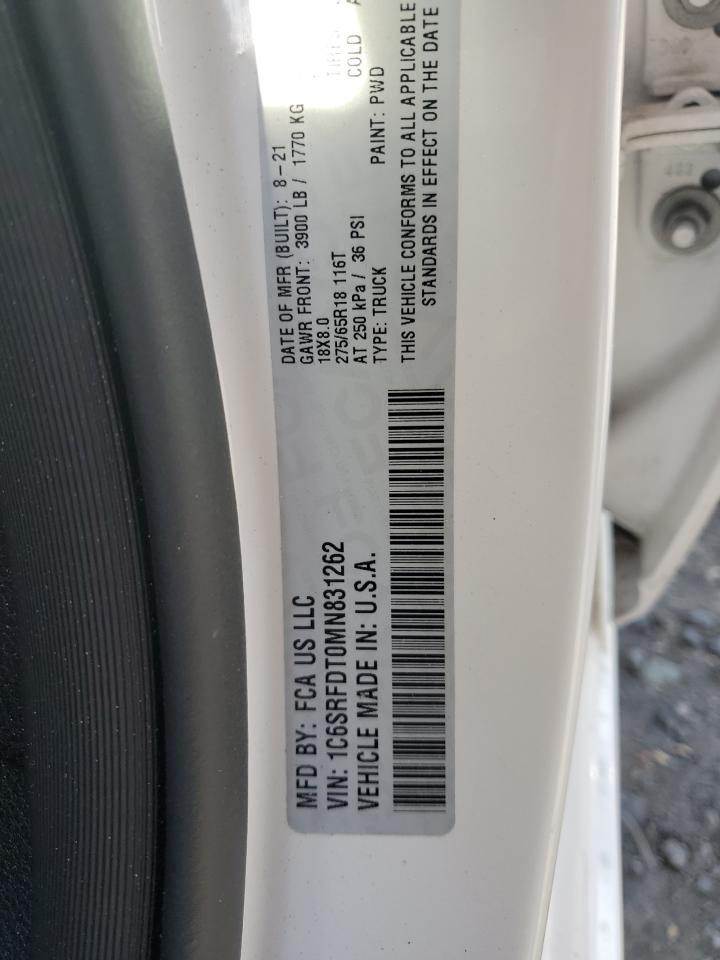 MFD BY: FCA US LLC
VIN: 1C6SRFDT0MN831262
VEHICLE MADE IN: U.S.A.
DATE OF MFR (BUILT): 8-21
GAWR FRONT: 3900 LB / 1770 KG
18X8.0
275/65R18 116T
AT 250 kPa / 36 PSI COLD
TYPE: TRUCK PAINT: PWD
THIS VEHICLE CONFORMS TO ALL APPLICABLE
STANDARDS IN EFFECT ON THE DATE